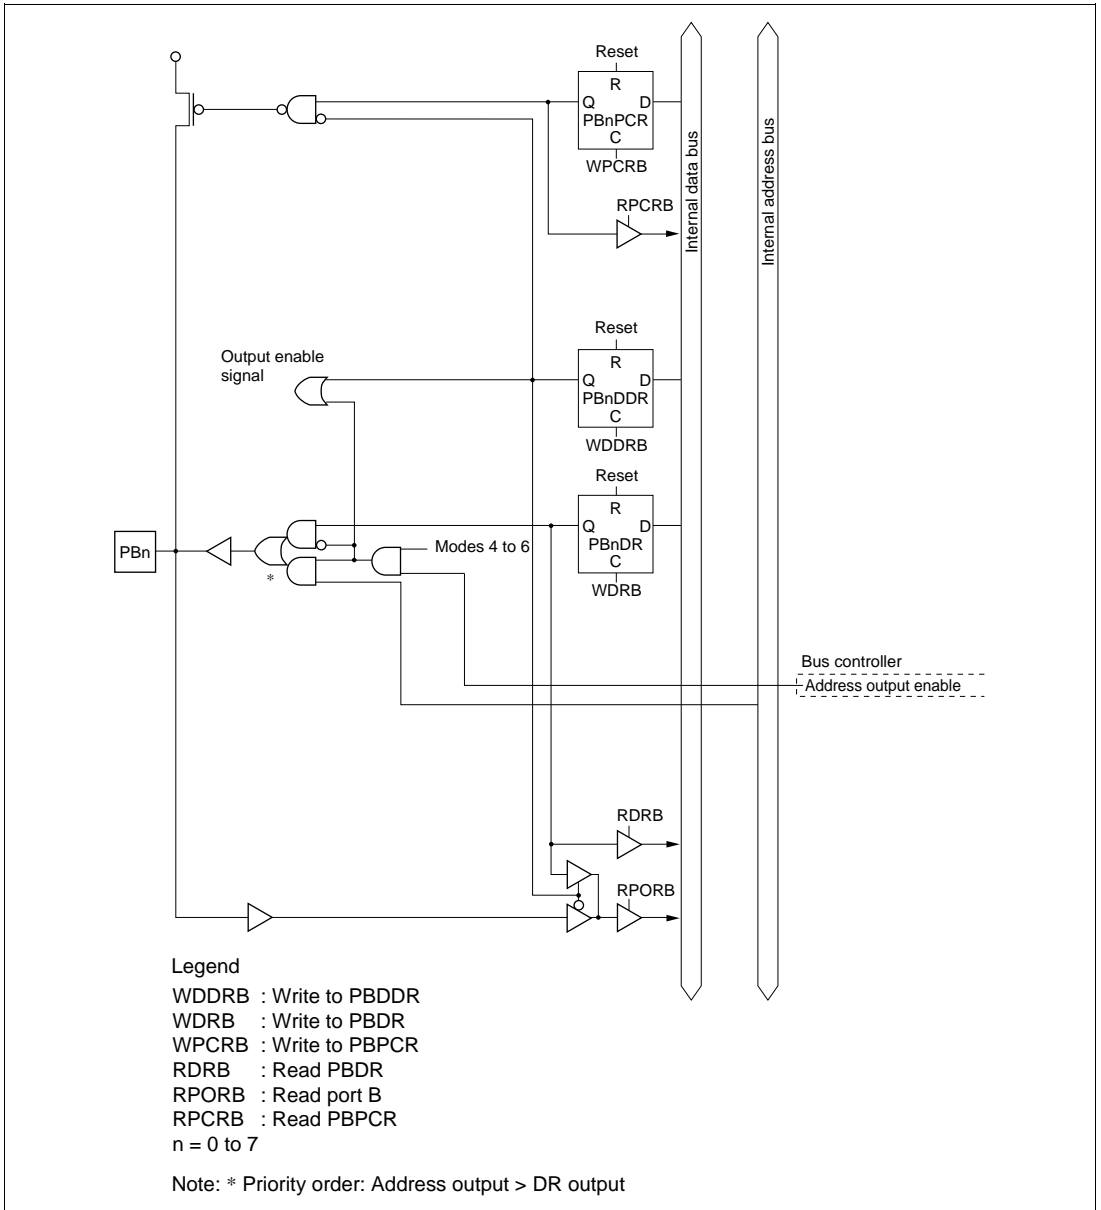 Reset
R
Q D
PBnPCR
C
WPCRB
Internal data bus
Internal address bus
RPCRB
Reset
R
Output enable
signal
Q D
PBnDDR
C
WDDRB
Reset
R
Q D
PBn
Modes 4 to 6
PBnDR
C
*
WDRB
Bus controller
Address output enable
RDRB
RPORB
Legend
WDDRB : Write to PBDDR
WDRB : Write to PBDR
WPCRB : Write to PBPCR
RDRB : Read PBDR
RPORB : Read port B
RPCRB : Read PBPCR
n = 0 to 7
Note: * Priority order: Address output > DR output